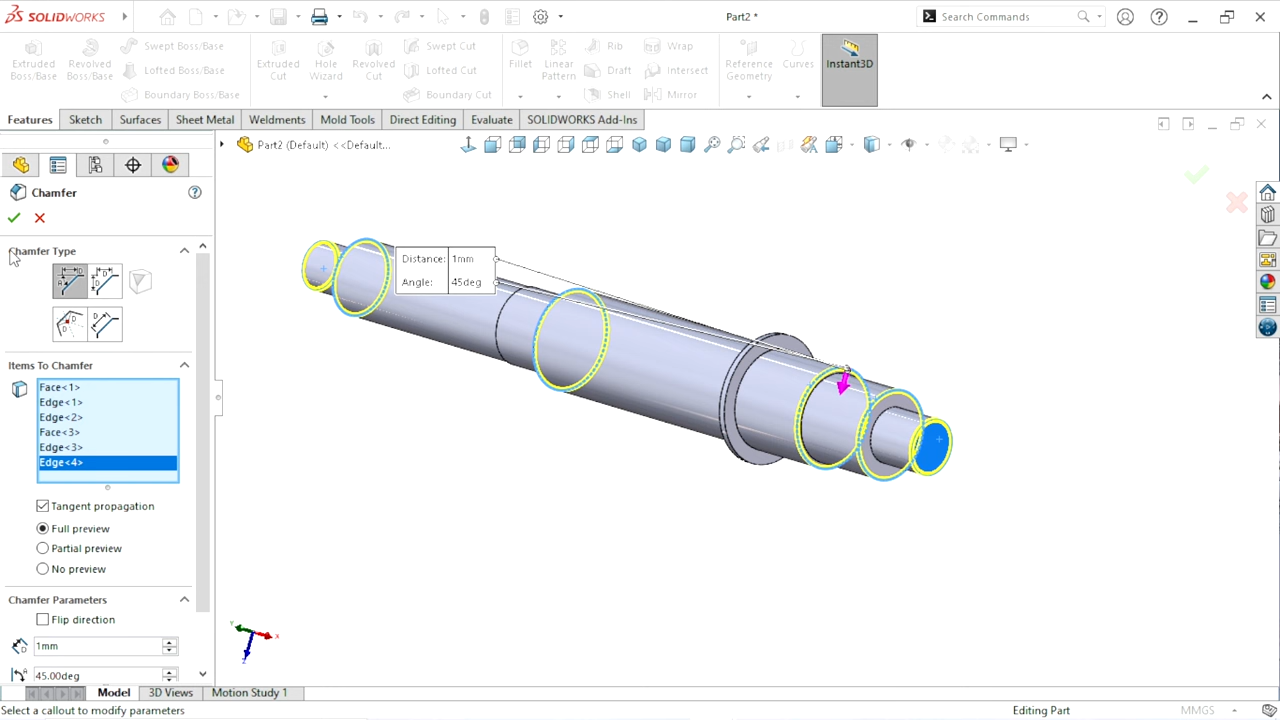 SOLIDWORKS
Part2 *
Search Commands
Extruded Boss/Base
Revolved Boss/Base
Swept Boss/Base
Lofted Boss/Base
Boundary Boss/Base
Extruded Cut
Hole Wizard
Revolved Cut
Swept Cut
Lofted Cut
Boundary Cut
Fillet
Linear Pattern
Rib
Draft
Shell
Wrap
Intersect
Mirror
Reference Geometry
Curves
Instant3D
Features
Sketch
Surfaces
Sheet Metal
Weldments
Mold Tools
Direct Editing
Evaluate
SOLIDWORKS Add-Ins
Part2 (Default) <<Default...
Chamfer
Chamfer Type
Items To Chamfer
Face<1>
Edge<1>
Edge<2>
Face<3>
Edge<3>
Edge<4>
Tangent propagation
Full preview
Partial preview
No preview
Chamfer Parameters
Flip direction
1mm
45.00deg
Distance: 1mm
Angle: 45deg
Y
X
Z
Model
3D Views
Motion Study 1
Select a callout to modify parameters
Editing Part
MMGS